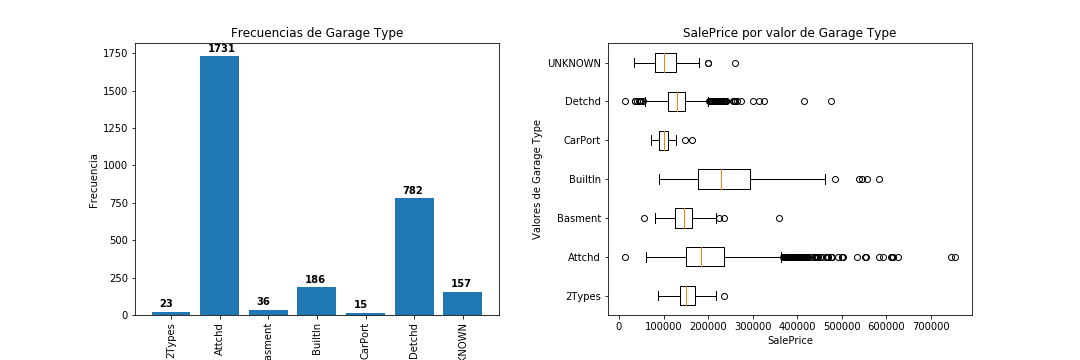 Frecuencias de Garage Type
Frecuencia
1750
1500
1250
1000
750
500
250
0
1731
782
186
157
36
23
15
2Types
Attchd
asment
BuiltIn
CarPort
Detchd
KNOWN
SalePrice por valor de Garage Type
Valores de Garage Type
UNKNOWN
Detchd
CarPort
BuiltIn
Basment
Attchd
2Types
0 100000 200000 300000 400000 500000 600000 700000
SalePrice